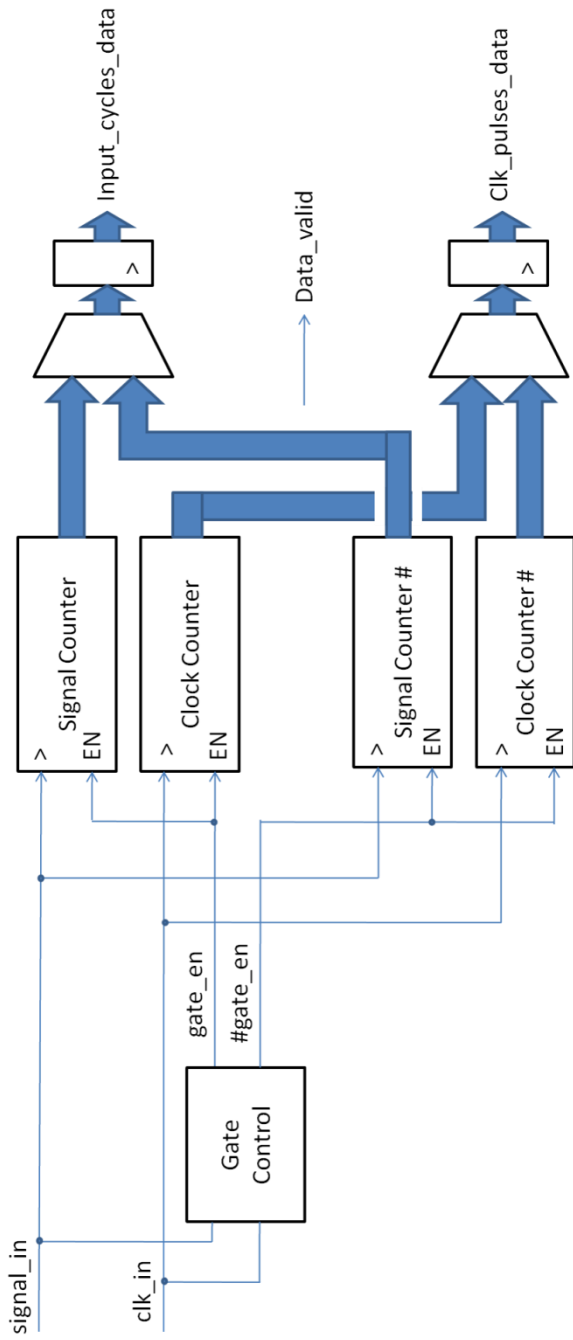 signal_in
clk_in
Gate
Control
gate_en
#gate_en
>
EN
Signal Counter
>
EN
Clock Counter
>
EN
Signal Counter #
>
EN
Clock Counter #
>
Input_cycles_data
Data_valid
>
Clk_pulses_data